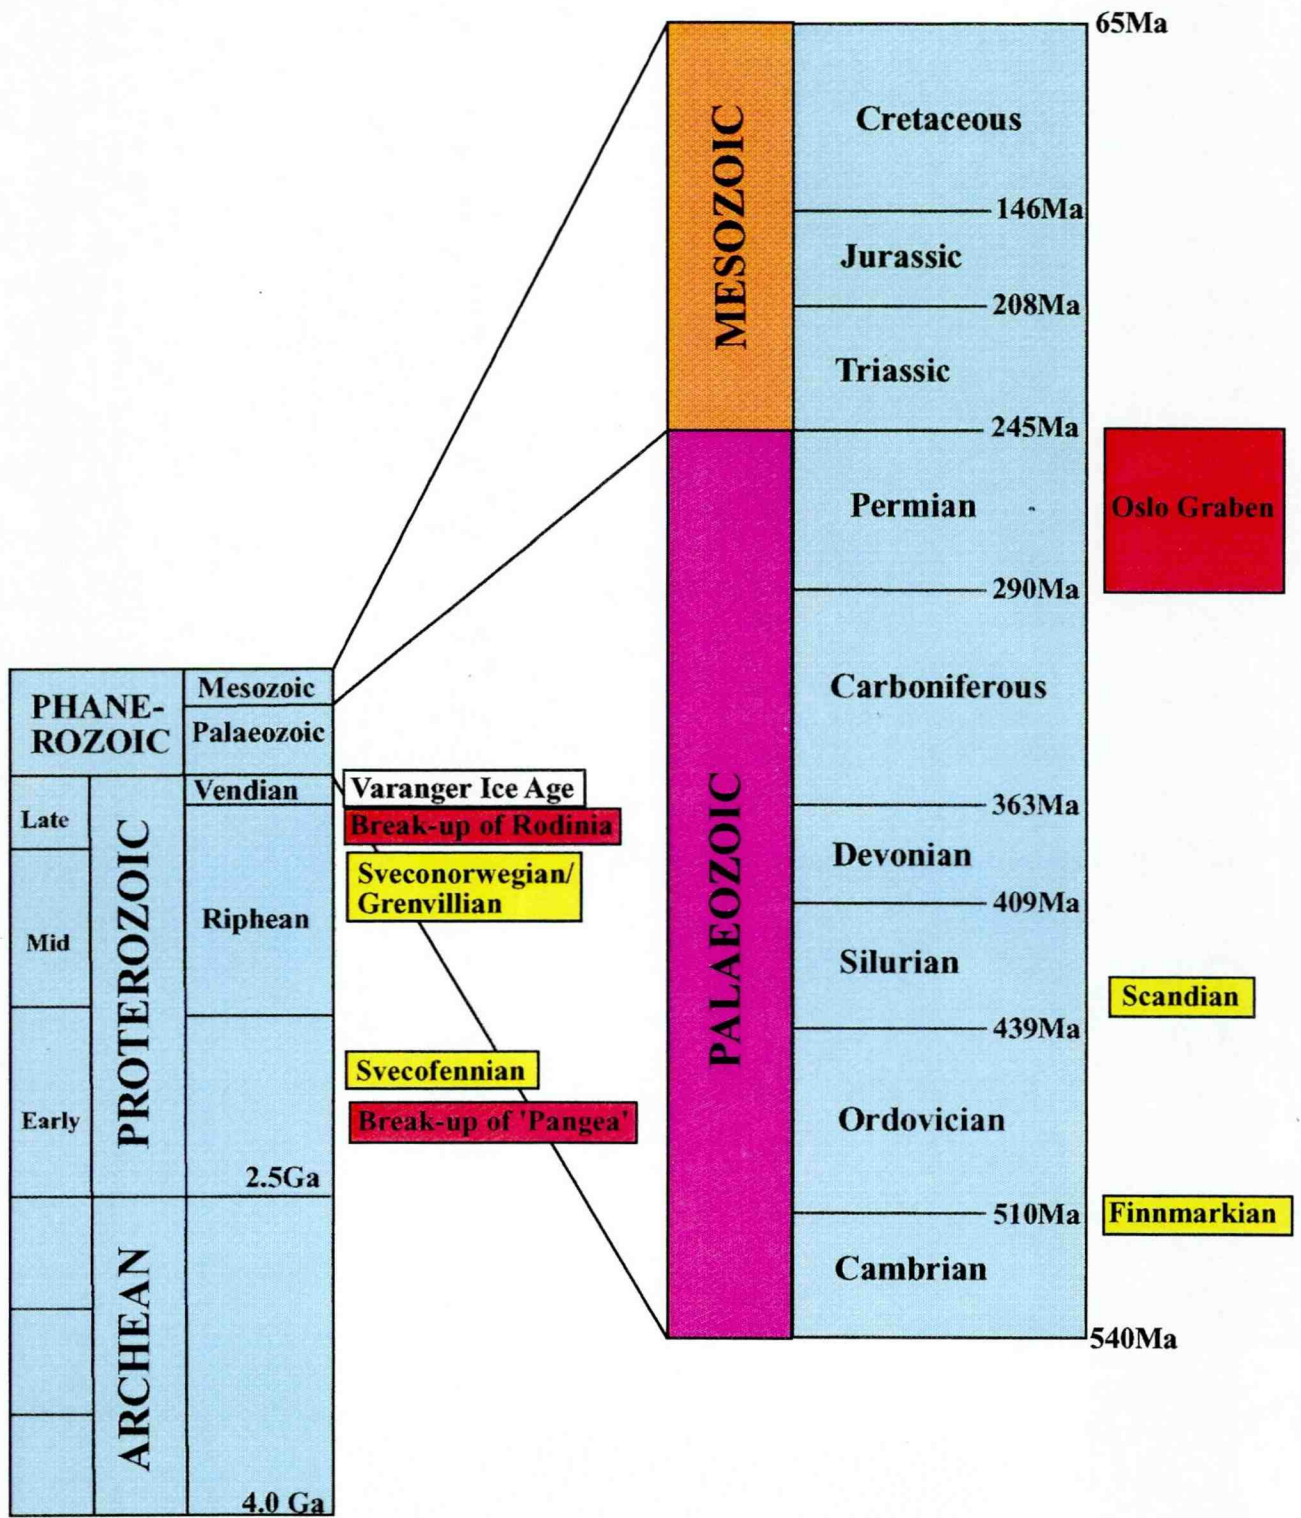 65Ma
MESOZOIC
Cretaceous
146Ma
Jurassic
208Ma
Triassic
245Ma
PALAEOZOIC
Permian
Oslo Graben
290Ma
Carboniferous
363Ma
Devonian
409Ma
Silurian
Scandian
439Ma
Ordovician
510Ma
Finnmarkian
Cambrian
540Ma
PHANE-
ROZOIC
Mesozoic
Palaeozoic
PROTEROZOIC
Late
Mid
Early
Vendian
Riphean
2.5Ga
Varanger Ice Age
Break-up of Rodinia
Sveconorwegian/
Grenvillian
Svecofennian
Break-up of 'Pangea'
ARCHEAN
4.0 Ga